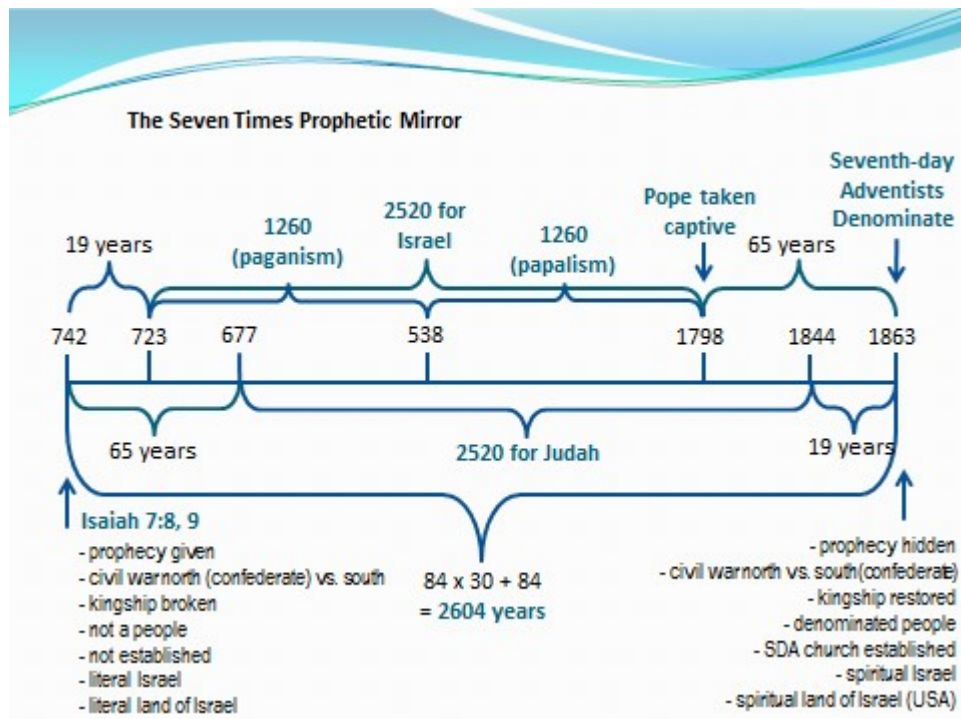 The Seven Times Prophetic Mirror
Seventh-day
Adventists
Denominate
Pope taken
captive
2520 for
Israel
1260
(paganism)
1260
(papalism)
19 years
65 years
742
723
677
538
1798
1844
1863
65 years
2520 for Judah
19 years
Isaiah 7:8, 9
- prophecy given
- civil war north (confederate) vs. south
- kingship broken
- not a people
- not established
- literal Israel
- literal land of Israel
84 x 30 + 84
= 2604 years
- prophecy hidden
- civil war north vs. south(confederate)
- kingship restored
- denominated people
- SDA church established
- spiritual Israel
- spiritual land of Israel (USA)